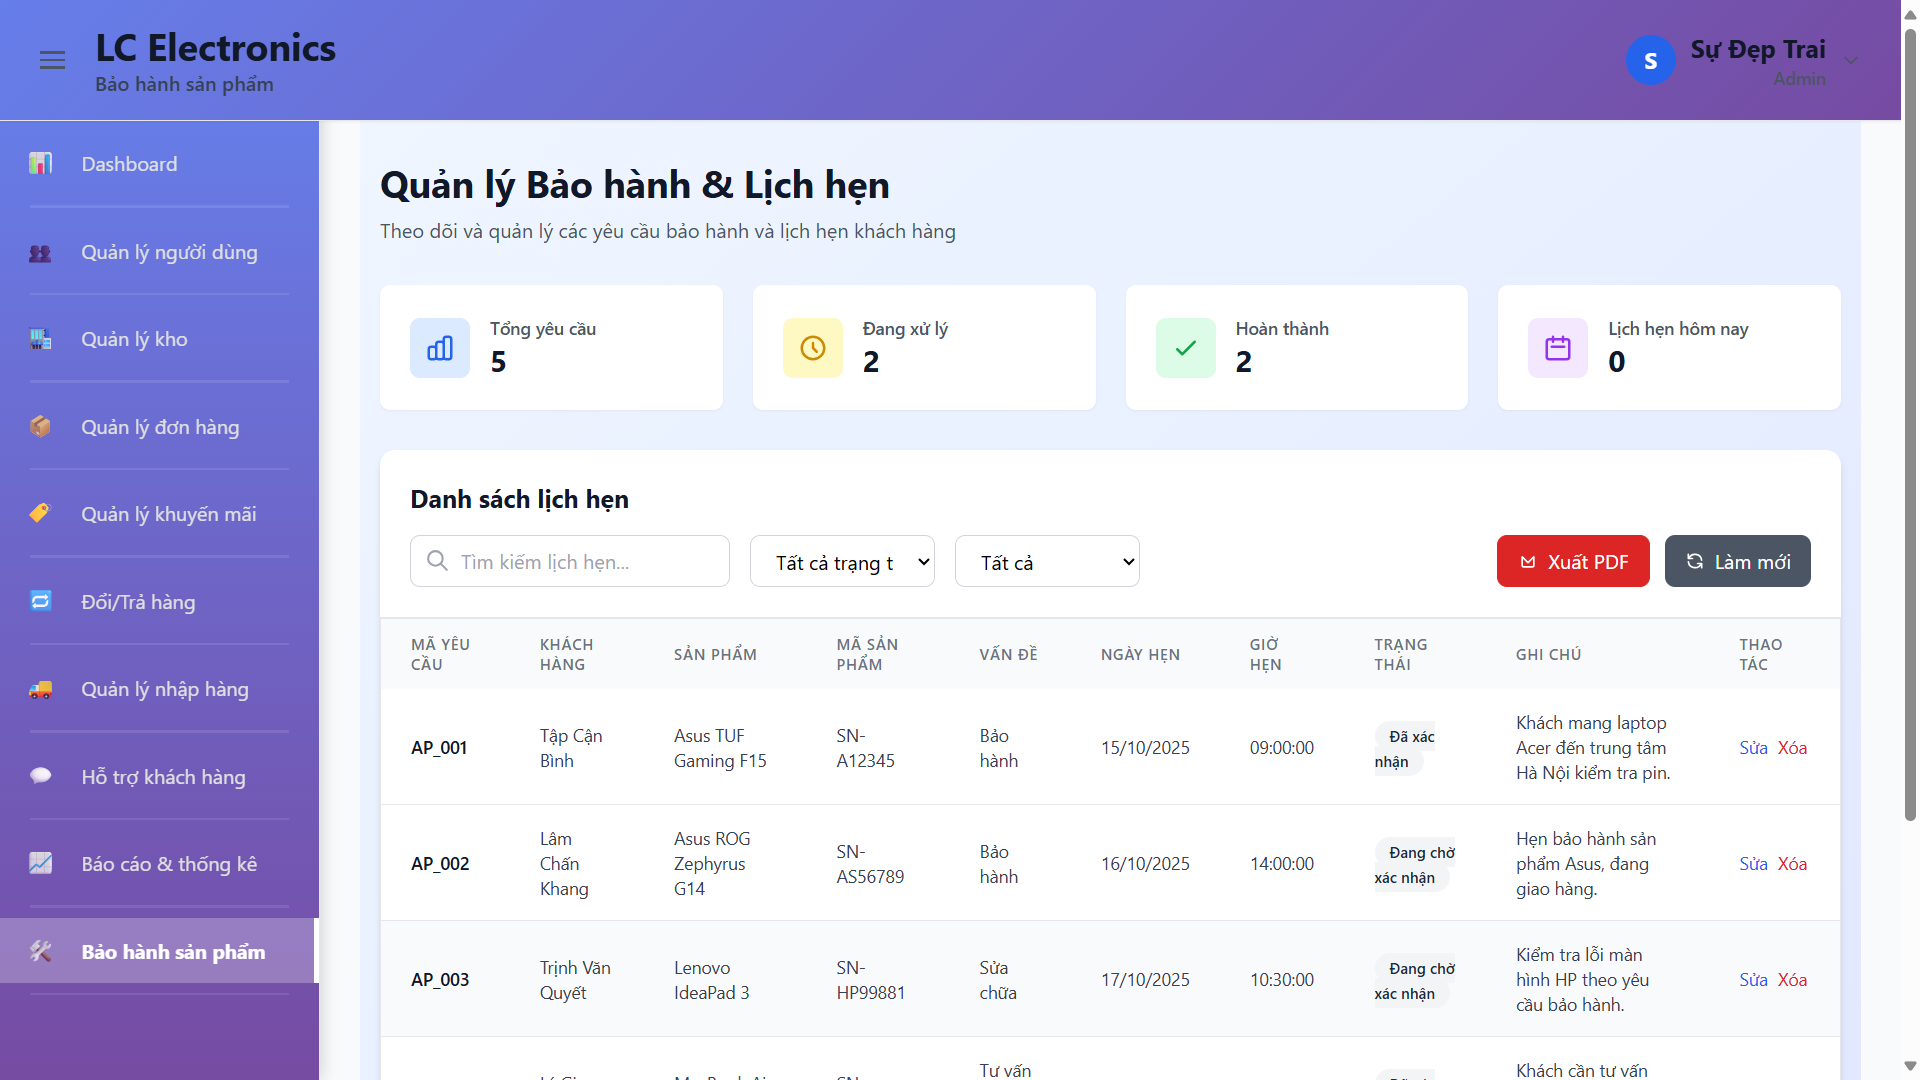 LC Electronics
Bảo hành sản phẩm
S
Sự Đẹp Trai
Admin
Dashboard
Quản lý người dùng
Quản lý kho
Quản lý đơn hàng
Quản lý khuyến mãi
Đổi/Trả hàng
Quản lý nhập hàng
Hỗ trợ khách hàng
Báo cáo & thống kê
Bảo hành sản phẩm
Quản lý Bảo hành & Lịch hẹn
Theo dõi và quản lý các yêu cầu bảo hành và lịch hẹn khách hàng
Tổng yêu cầu
5
Đang xử lý
2
Hoàn thành
2
Lịch hẹn hôm nay
0
Danh sách lịch hẹn
Tìm kiếm lịch hẹn...
Tất cả trạng t
Tất cả
Xuất PDF
Làm mới
MÃ YÊU
CẦU
KHÁCH
HÀNG
SẢN PHẨM
MÃ SẢN
PHẨM
VẤN ĐỀ
NGÀY HẸN
GIỜ
HẸN
TRẠNG
THÁI
GHI CHÚ
THAO
TÁC
AP_001
Tập Cận
Bình
Asus TUF
Gaming F15
SN-
A12345
Bảo
hành
15/10/2025
09:00:00
Đã xác
nhận
Khách mang laptop
Acer đến trung tâm
Hà Nội kiểm tra pin.
Sửa Xóa
AP_002
Lâm
Chấn
Khang
Asus ROG
Zephyrus
G14
SN-
AS56789
Bảo
hành
16/10/2025
14:00:00
Đang chờ
xác nhận
Hẹn bảo hành sản
phẩm Asus, đang
giao hàng.
Sửa Xóa
AP_003
Trịnh Văn
Quyết
Lenovo
IdeaPad 3
SN-
HP99881
Sửa
chữa
17/10/2025
10:30:00
Đang chờ
xác nhận
Kiểm tra lỗi màn
hình HP theo yêu
cầu bảo hành.
Sửa Xóa
Tư vấn
Khách cần tư vấn